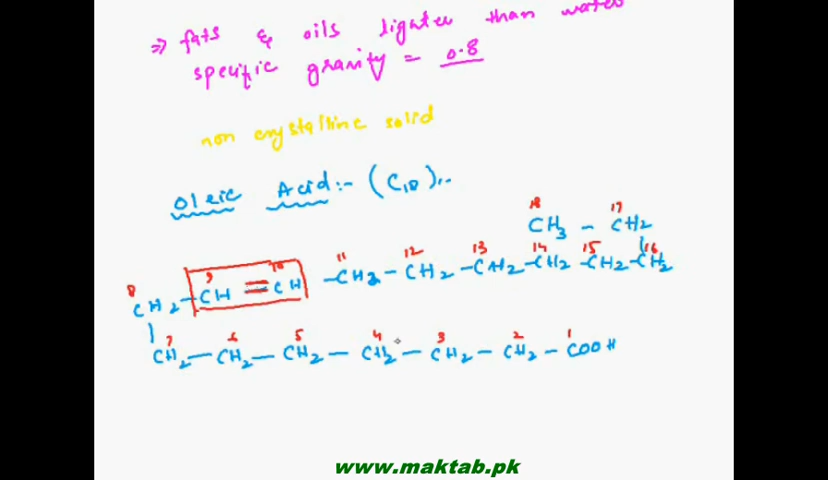 ⇒ fats & oils lighter than water
specific gravity = 0.8
non crystalline solid
Oleic Acid:- (C18).
18 17
CH3 - CH2
11 12 13 14 15 16
8 9 10
CH2 - CH = CH - CH2 - CH2 - CH2 - CH2 - CH2 - CH2
7 6 5 4 3 2 1
CH2 - CH2 - CH2 - CH2 - CH2 - CH2 - COOH
www.maktab.pk